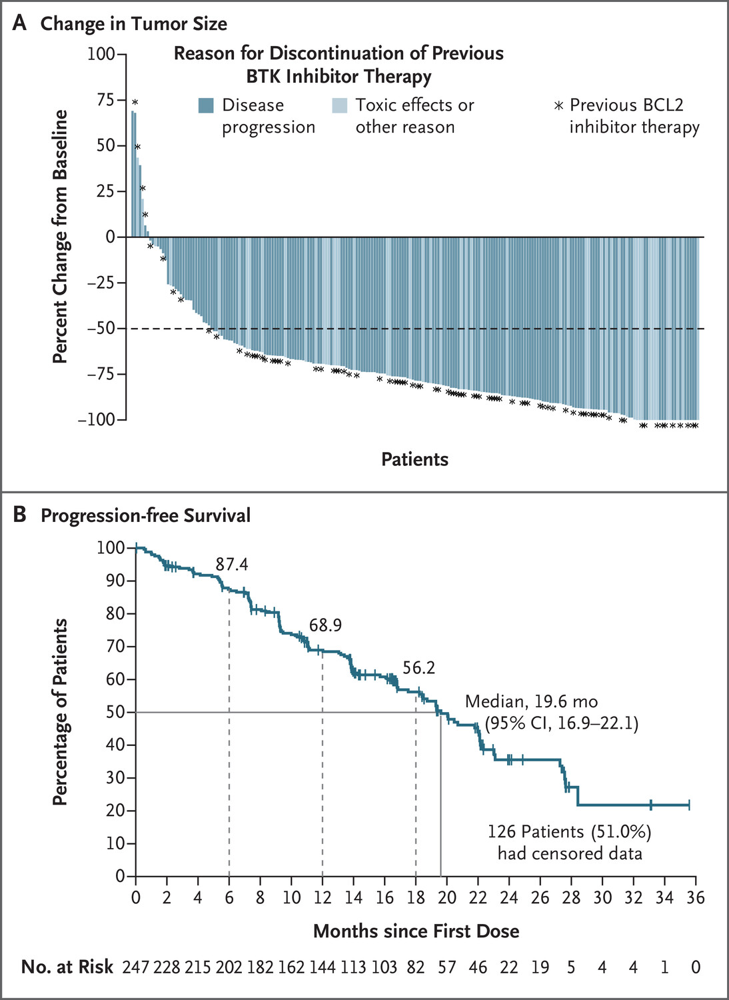 A Change in Tumor Size
Reason for Discontinuation of Previous
BTK Inhibitor Therapy
Disease
progression
Toxic effects or
other reason
* Previous BCL2
inhibitor therapy
Percent Change from Baseline
100
75
50
25
0
−25
−50
−75
−100
Patients
B Progression-free Survival
Percentage of Patients
100
90
80
70
60
50
40
30
20
10
0
87.4
68.9
56.2
Median, 19.6 mo
(95% CI, 16.9–22.1)
126 Patients (51.0%)
had censored data
0 2 4 6 8 10 12 14 16 18 20 22 24 26 28 30 32 34 36
Months since First Dose
No. at Risk 247 228 215 202 182 162 144 113 103 82 57 46 22 19 5 4 4 1 0